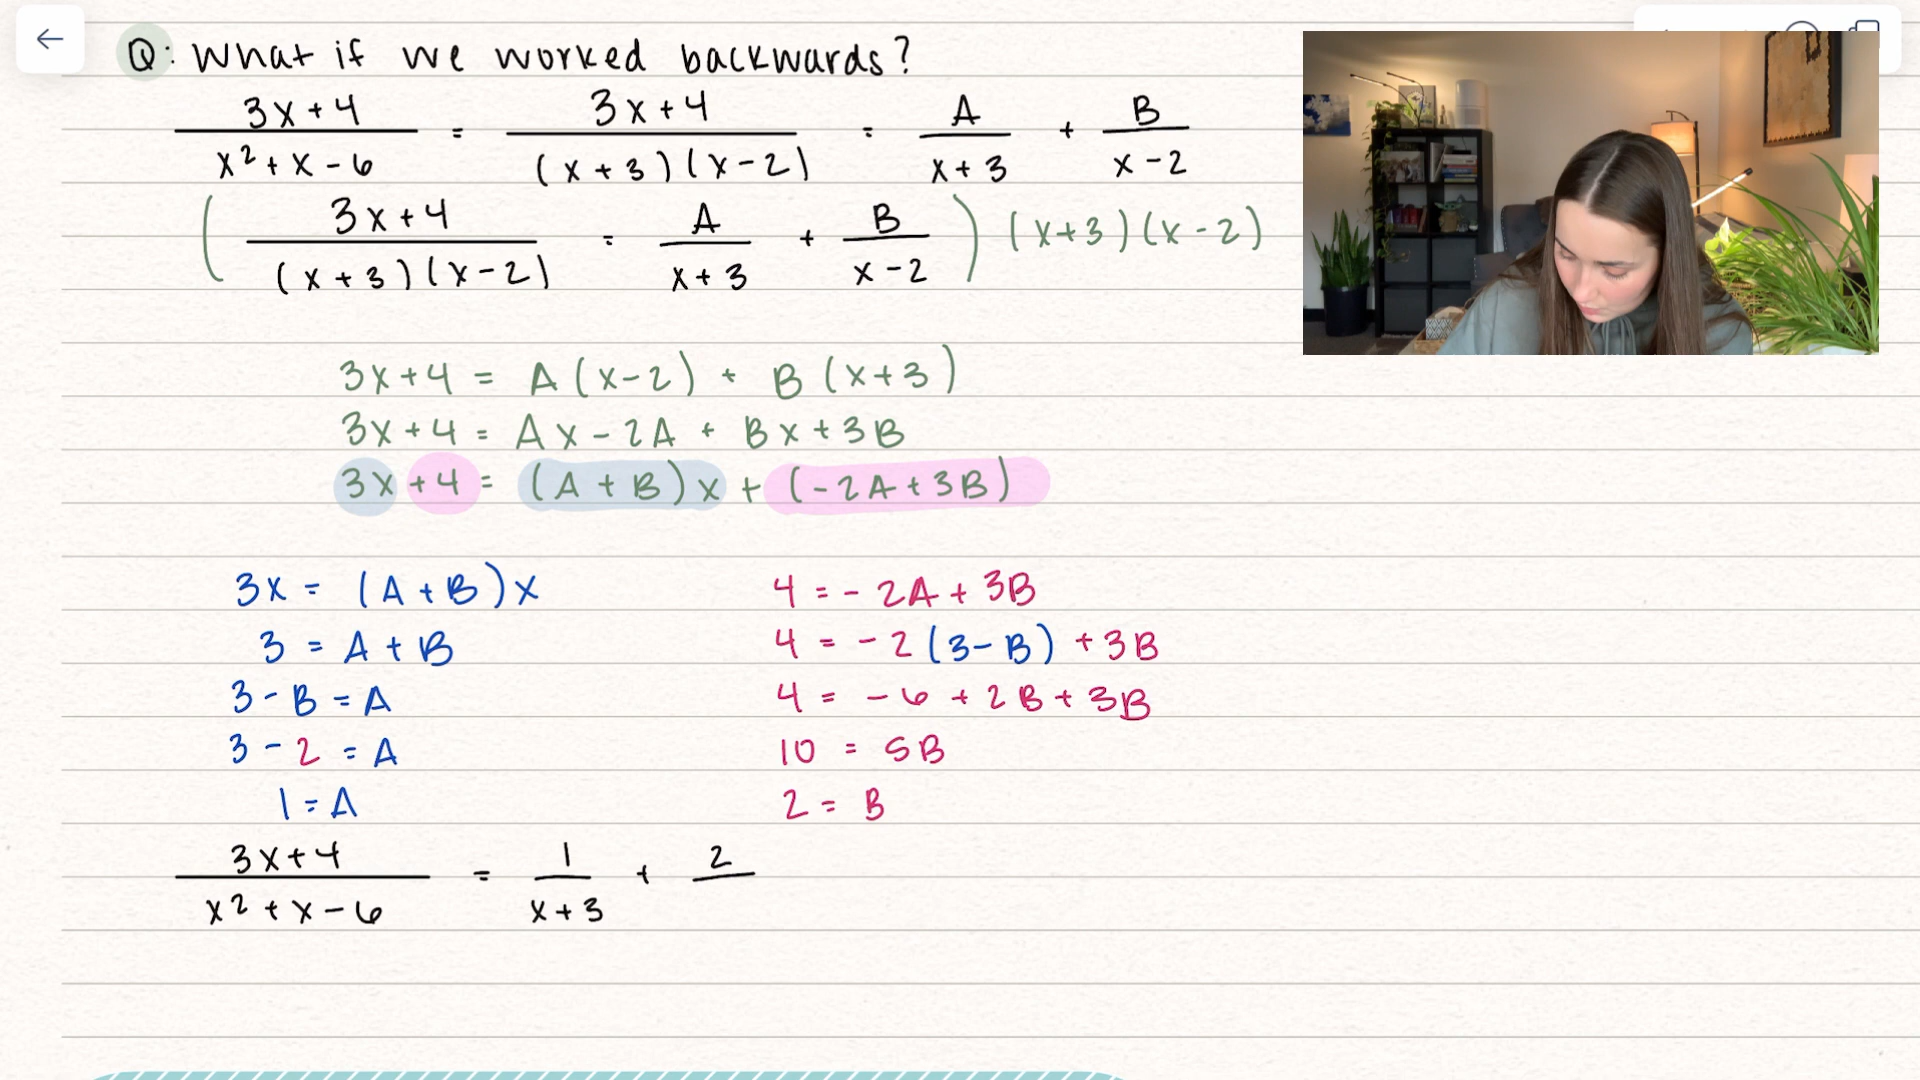 Q: What if we worked backwards?
3x+4 / x²+x-6 = 3x+4 / (x+3)(x-2) = A / x+3 + B / x-2
( 3x+4 / (x+3)(x-2) = A / x+3 + B / x-2 ) (x+3)(x-2)
3x+4 = A(x-2) + B(x+3)
3x+4 = Ax-2A + Bx+3B
3x+4 = (A+B)x + (-2A+3B)
3x = (A+B)x
3 = A+B
3-B = A
3-2 = A
1 = A
4 = -2A+3B
4 = -2(3-B)+3B
4 = -6+2B+3B
10 = 5B
2 = B
3x+4 / x²+x-6 = 1 / x+3 + 2 /